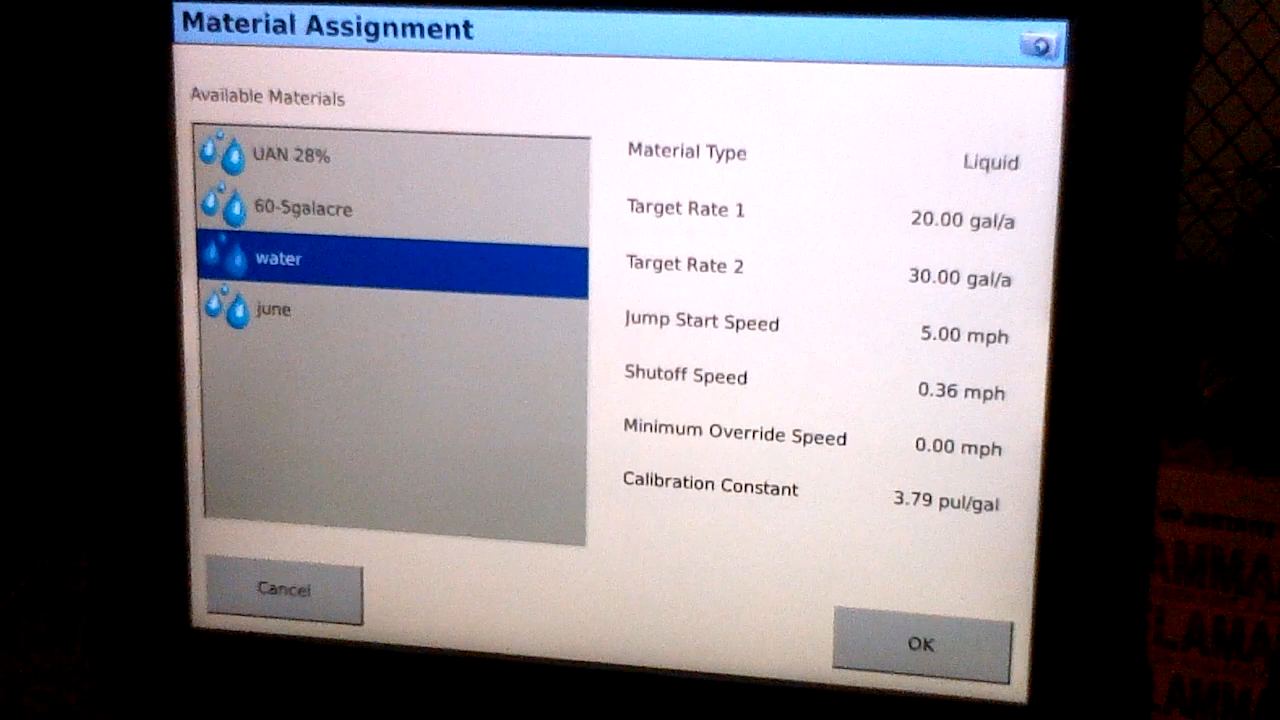 Material Assignment
Available Materials
UAN 28%
60-5galacre
water
june
Material Type Liquid
Target Rate 1 20.00 gal/a
Target Rate 2 30.00 gal/a
Jump Start Speed 5.00 mph
Shutoff Speed 0.36 mph
Minimum Override Speed 0.00 mph
Calibration Constant 3.79 pul/gal
Cancel
OK